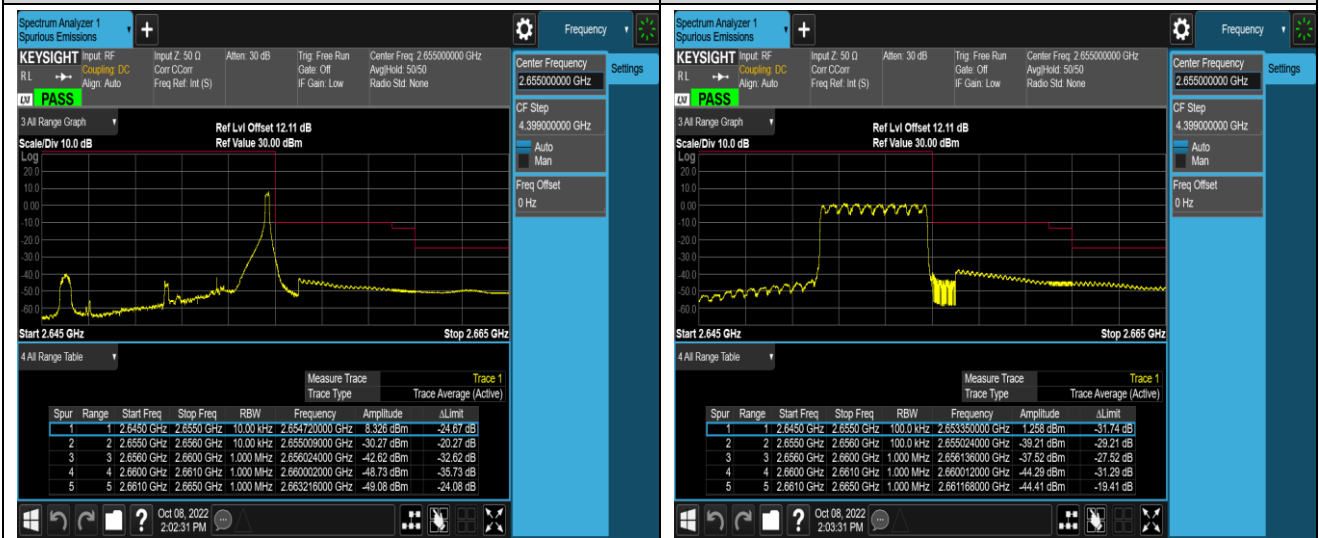 Spectrum Analyzer 1
Spurious Emissions
+
Frequency
KEYSIGHT Input: RF Input Z: 50 Ω Atten: 30 dB Trig: Free Run Center Freq: 2.655000000 GHz
RL Coupling: DC Corr CCorr Gate: Off Avg|Hold: 50/50
Align: Auto Freq Ref: Int (S) IF Gain: Low Radio Std: None
LXI PASS
Center Frequency
2.655000000 GHz
Settings
CF Step
4.399000000 GHz
Auto
Man
Freq Offset
0 Hz
3 All Range Graph
Ref Lvl Offset 12.11 dB
Scale/Div 10.0 dB Ref Value 30.00 dBm
Log
20.0
10.0
0.00
-10.0
-20.0
-30.0
-40.0
-50.0
-60.0
Start 2.645 GHz Stop 2.665 GHz
4 All Range Table
Measure Trace Trace 1
Trace Type Trace Average (Active)
Spur Range Start Freq Stop Freq RBW Frequency Amplitude ΔLimit
1 1 2.6450 GHz 2.6550 GHz 10.00 kHz 2.654720000 GHz 8.326 dBm -24.67 dB
2 2 2.6550 GHz 2.6560 GHz 10.00 kHz 2.655009000 GHz -30.27 dBm -20.27 dB
3 3 2.6560 GHz 2.6600 GHz 1.000 MHz 2.656024000 GHz -42.62 dBm -32.62 dB
4 4 2.6600 GHz 2.6610 GHz 1.000 MHz 2.660002000 GHz -48.73 dBm -35.73 dB
5 5 2.6610 GHz 2.6650 GHz 1.000 MHz 2.663216000 GHz -49.08 dBm -24.08 dB
?
Oct 08, 2022
2:02:31 PM
Spectrum Analyzer 1
Spurious Emissions
+
Frequency
KEYSIGHT Input: RF Input Z: 50 Ω Atten: 30 dB Trig: Free Run Center Freq: 2.655000000 GHz
RL Coupling: DC Corr CCorr Gate: Off Avg|Hold: 50/50
Align: Auto Freq Ref: Int (S) IF Gain: Low Radio Std: None
LXI PASS
Center Frequency
2.655000000 GHz
Settings
CF Step
4.399000000 GHz
Auto
Man
Freq Offset
0 Hz
3 All Range Graph
Ref Lvl Offset 12.11 dB
Scale/Div 10.0 dB Ref Value 30.00 dBm
Log
20.0
10.0
0.00
-10.0
-20.0
-30.0
-40.0
-50.0
-60.0
Start 2.645 GHz Stop 2.665 GHz
4 All Range Table
Measure Trace Trace 1
Trace Type Trace Average (Active)
Spur Range Start Freq Stop Freq RBW Frequency Amplitude ΔLimit
1 1 2.6450 GHz 2.6550 GHz 100.0 kHz 2.653350000 GHz 1.258 dBm -31.74 dB
2 2 2.6550 GHz 2.6560 GHz 100.0 kHz 2.655024000 GHz -39.21 dBm -29.21 dB
3 3 2.6560 GHz 2.6600 GHz 1.000 MHz 2.656136000 GHz -37.52 dBm -27.52 dB
4 4 2.6600 GHz 2.6610 GHz 1.000 MHz 2.660012000 GHz -44.29 dBm -31.29 dB
5 5 2.6610 GHz 2.6650 GHz 1.000 MHz 2.661168000 GHz -44.41 dBm -19.41 dB
?
Oct 08, 2022
2:03:31 PM